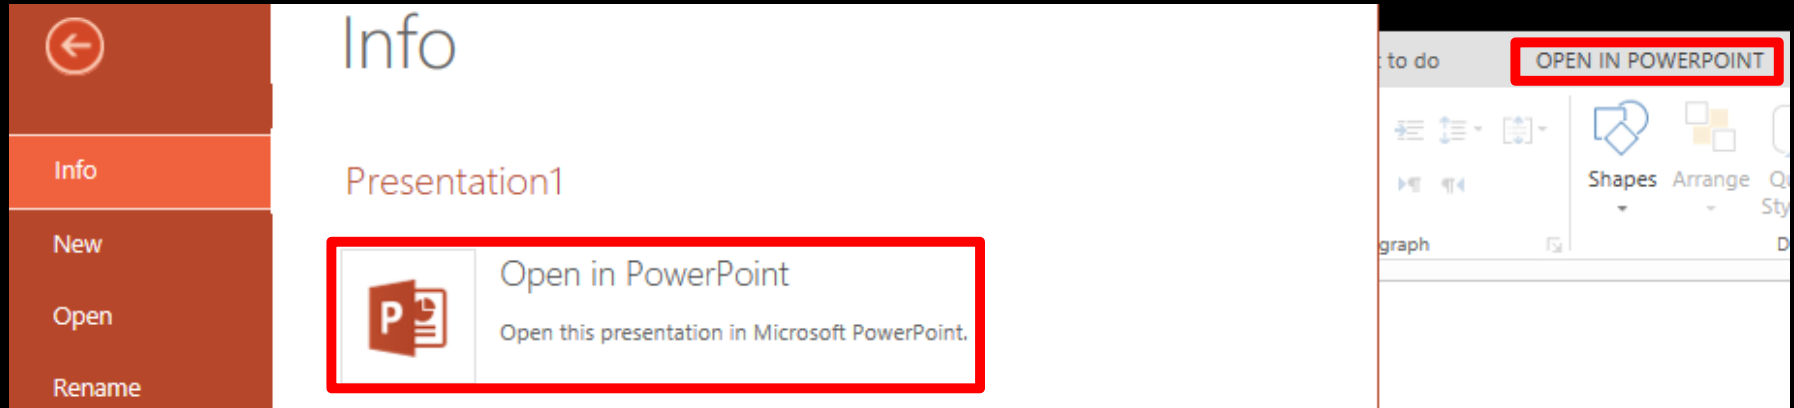 Info
Info
Presentation1
New
Open in PowerPoint
Open
Open this presentation in Microsoft PowerPoint.
Rename
to do
OPEN IN POWERPOINT
Shapes
Arrange
graph